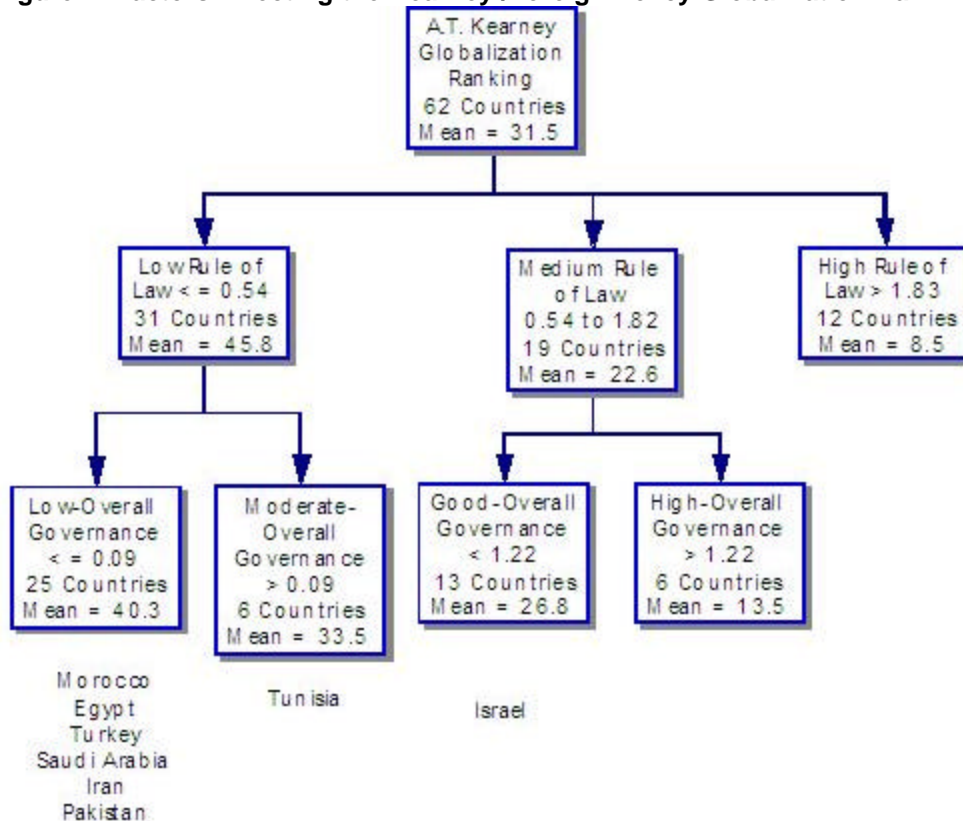 A.T. Kearney
Globalization
Ranking
62 Countries
Mean = 31.5
Low Rule of
Law < = 0.54
31 Countries
Mean = 45.8
Medium Rule
of Law
0.54 to 1.82
19 Countries
Mean = 22.6
High Rule of
Law > 1.83
12 Countries
Mean = 8.5
Low-Overall
Governance
< = 0.09
25 Countries
Mean = 40.3
Moderate-
Overall
Governance
> 0.09
6 Countries
Mean = 33.5
Good-Overall
Governance
< 1.22
13 Countries
Mean = 26.8
High-Overall
Governance
> 1.22
6 Countries
Mean = 13.5
Morocco
Egypt
Turkey
Saudi Arabia
Iran
Pakistan
Tunisia
Israel